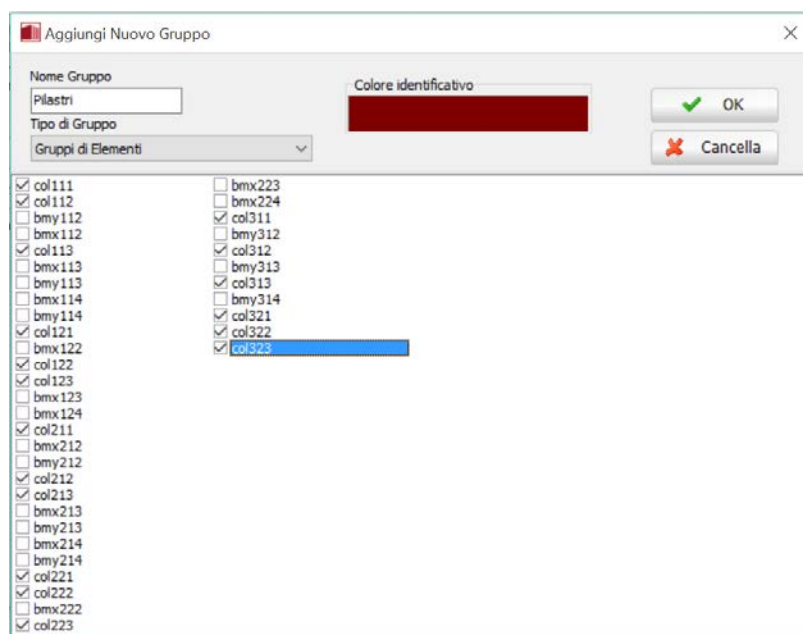 Aggiungi Nuovo Gruppo
Nome Gruppo
Pilastri
Tipo di Gruppo
Gruppi di Elementi
Colore identificativo
OK
Cancella
col111
col112
bmy112
bmx112
col113
bmx113
bmy113
bmx114
bmy114
col121
bmx122
col122
col123
bmx123
bmx124
col211
bmx212
bmy212
col212
col213
bmx213
bmy213
bmx214
bmy214
col221
col222
bmx222
col223
bmx223
bmx224
col311
bmy312
col312
bmy313
col313
bmy314
col321
col322
col323